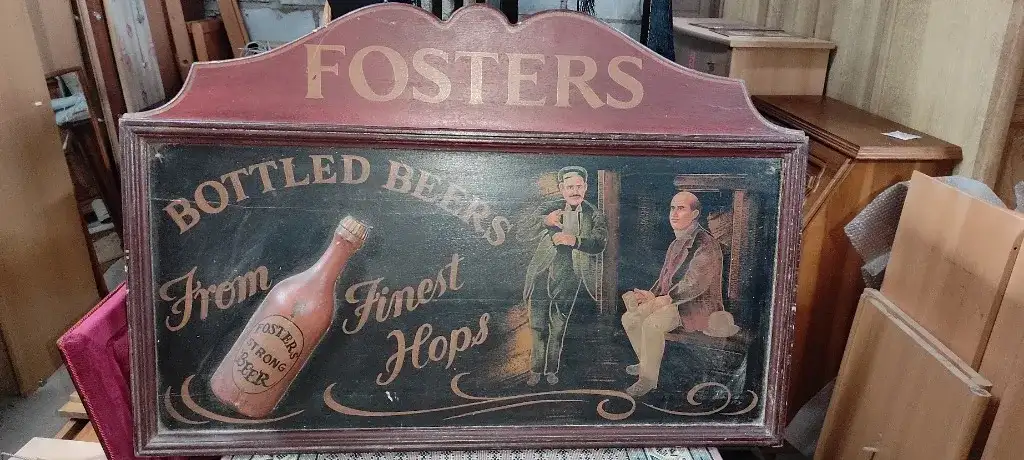 FOSTERS
BOTTLED BEERS
From Finest
Hops
FOSTERS
STRONG
BEER